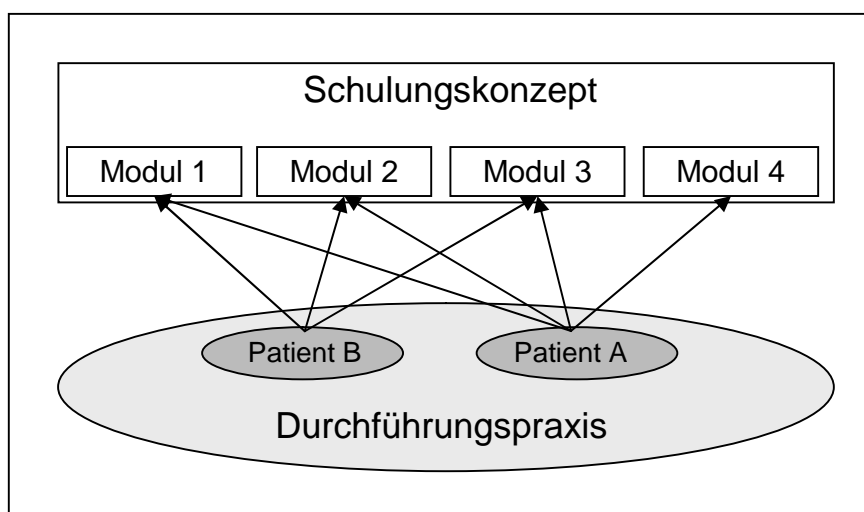 Schulungskonzept
Modul 1
Modul 2
Modul 3
Modul 4
Patient B
Patient A
Durchführungspraxis